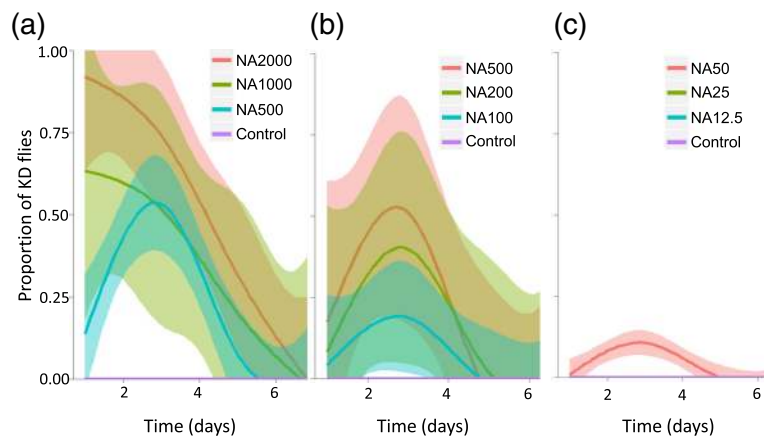 (a)
(b)
(c)
Proportion of KD flies
1.00
0.75
0.50
0.25
0.00
NA2000
NA1000
NA500
Control
2
4
6
Time (days)
NA500
NA200
NA100
Control
2
4
6
Time (days)
NA50
NA25
NA12.5
Control
2
4
6
Time (days)